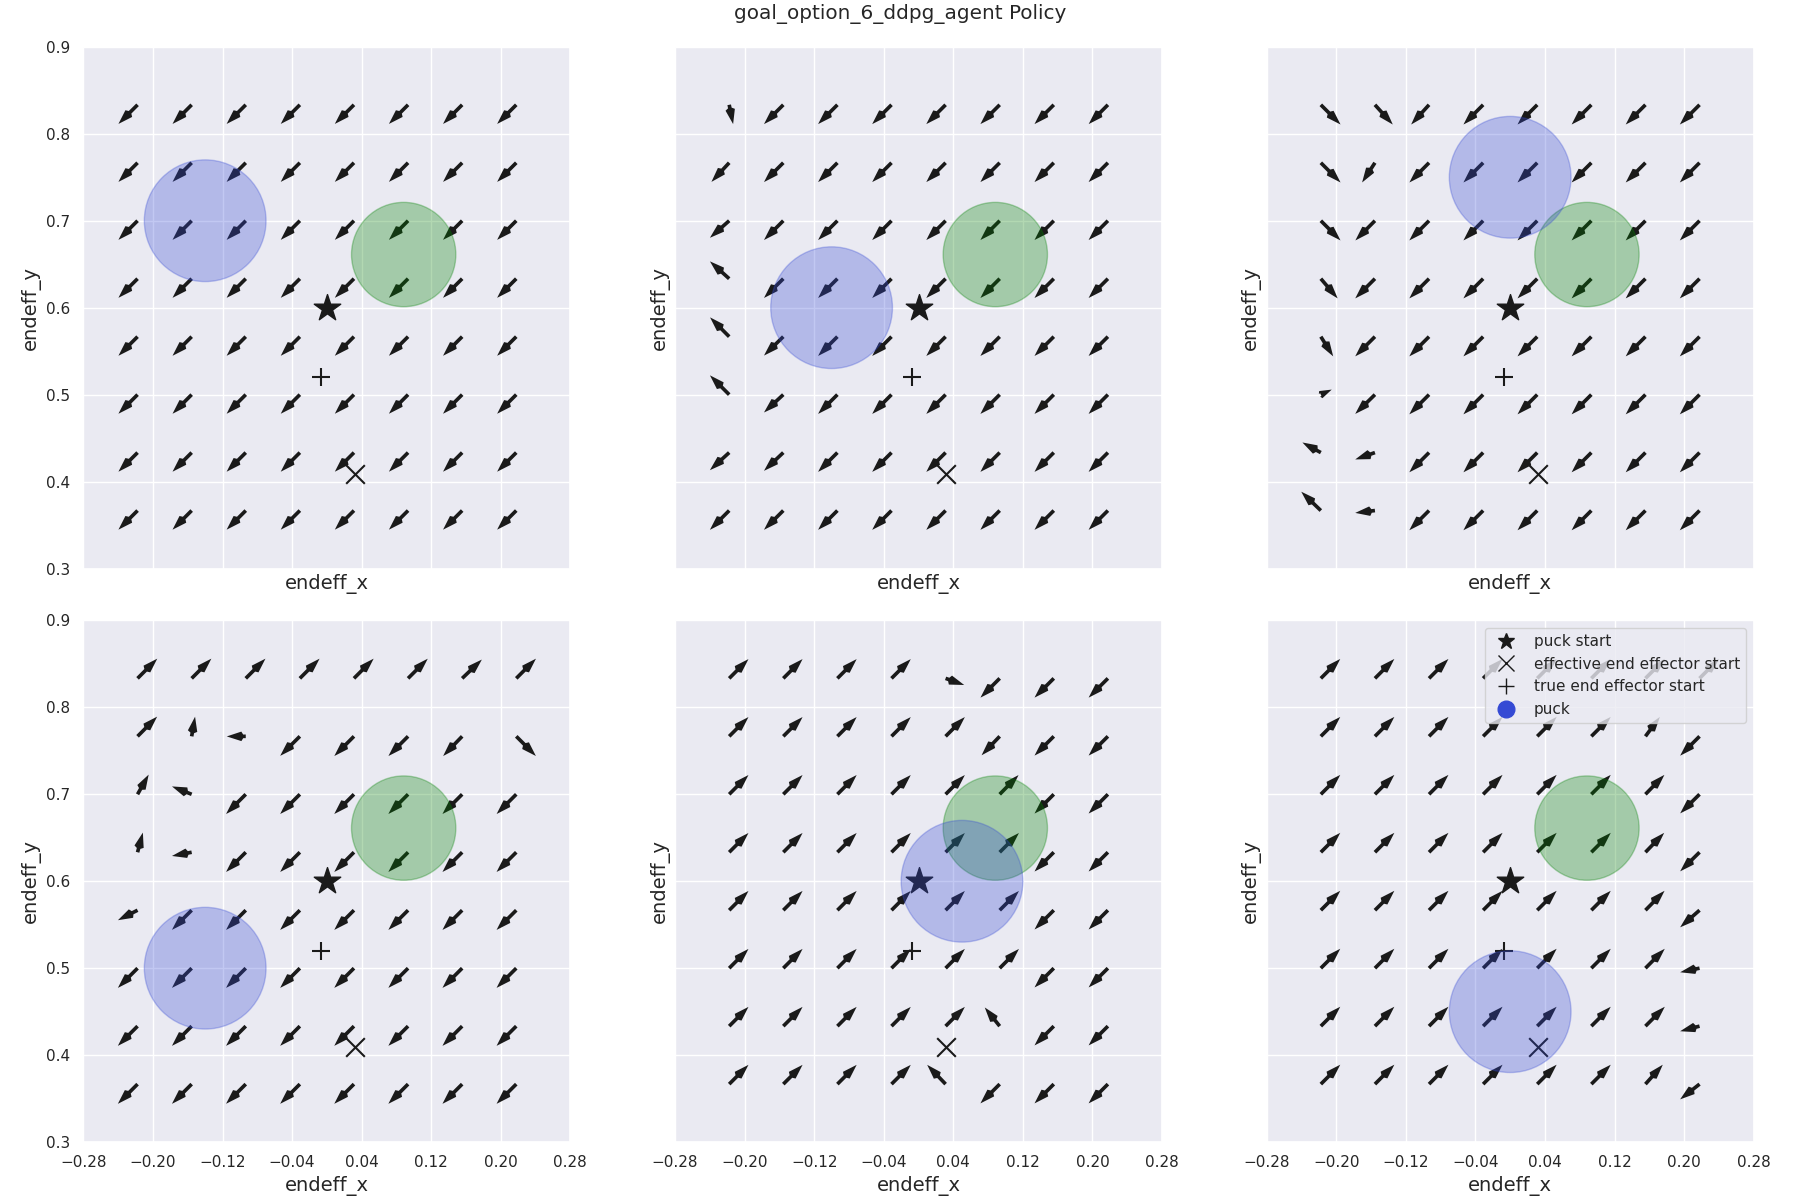 goal_option_6_ddpg_agent Policy
0.9
0.8
0.7
0.6
0.5
0.4
0.3
endeff_y
endeff_x
endeff_y
endeff_x
endeff_y
endeff_x
0.9
0.8
0.7
0.6
0.5
0.4
0.3
endeff_y
−0.28 −0.20 −0.12 −0.04 0.04 0.12 0.20 0.28
endeff_x
endeff_y
−0.28 −0.20 −0.12 −0.04 0.04 0.12 0.20 0.28
endeff_x
puck start
effective end effector start
true end effector start
puck
endeff_y
−0.28 −0.20 −0.12 −0.04 0.04 0.12 0.20 0.28
endeff_x